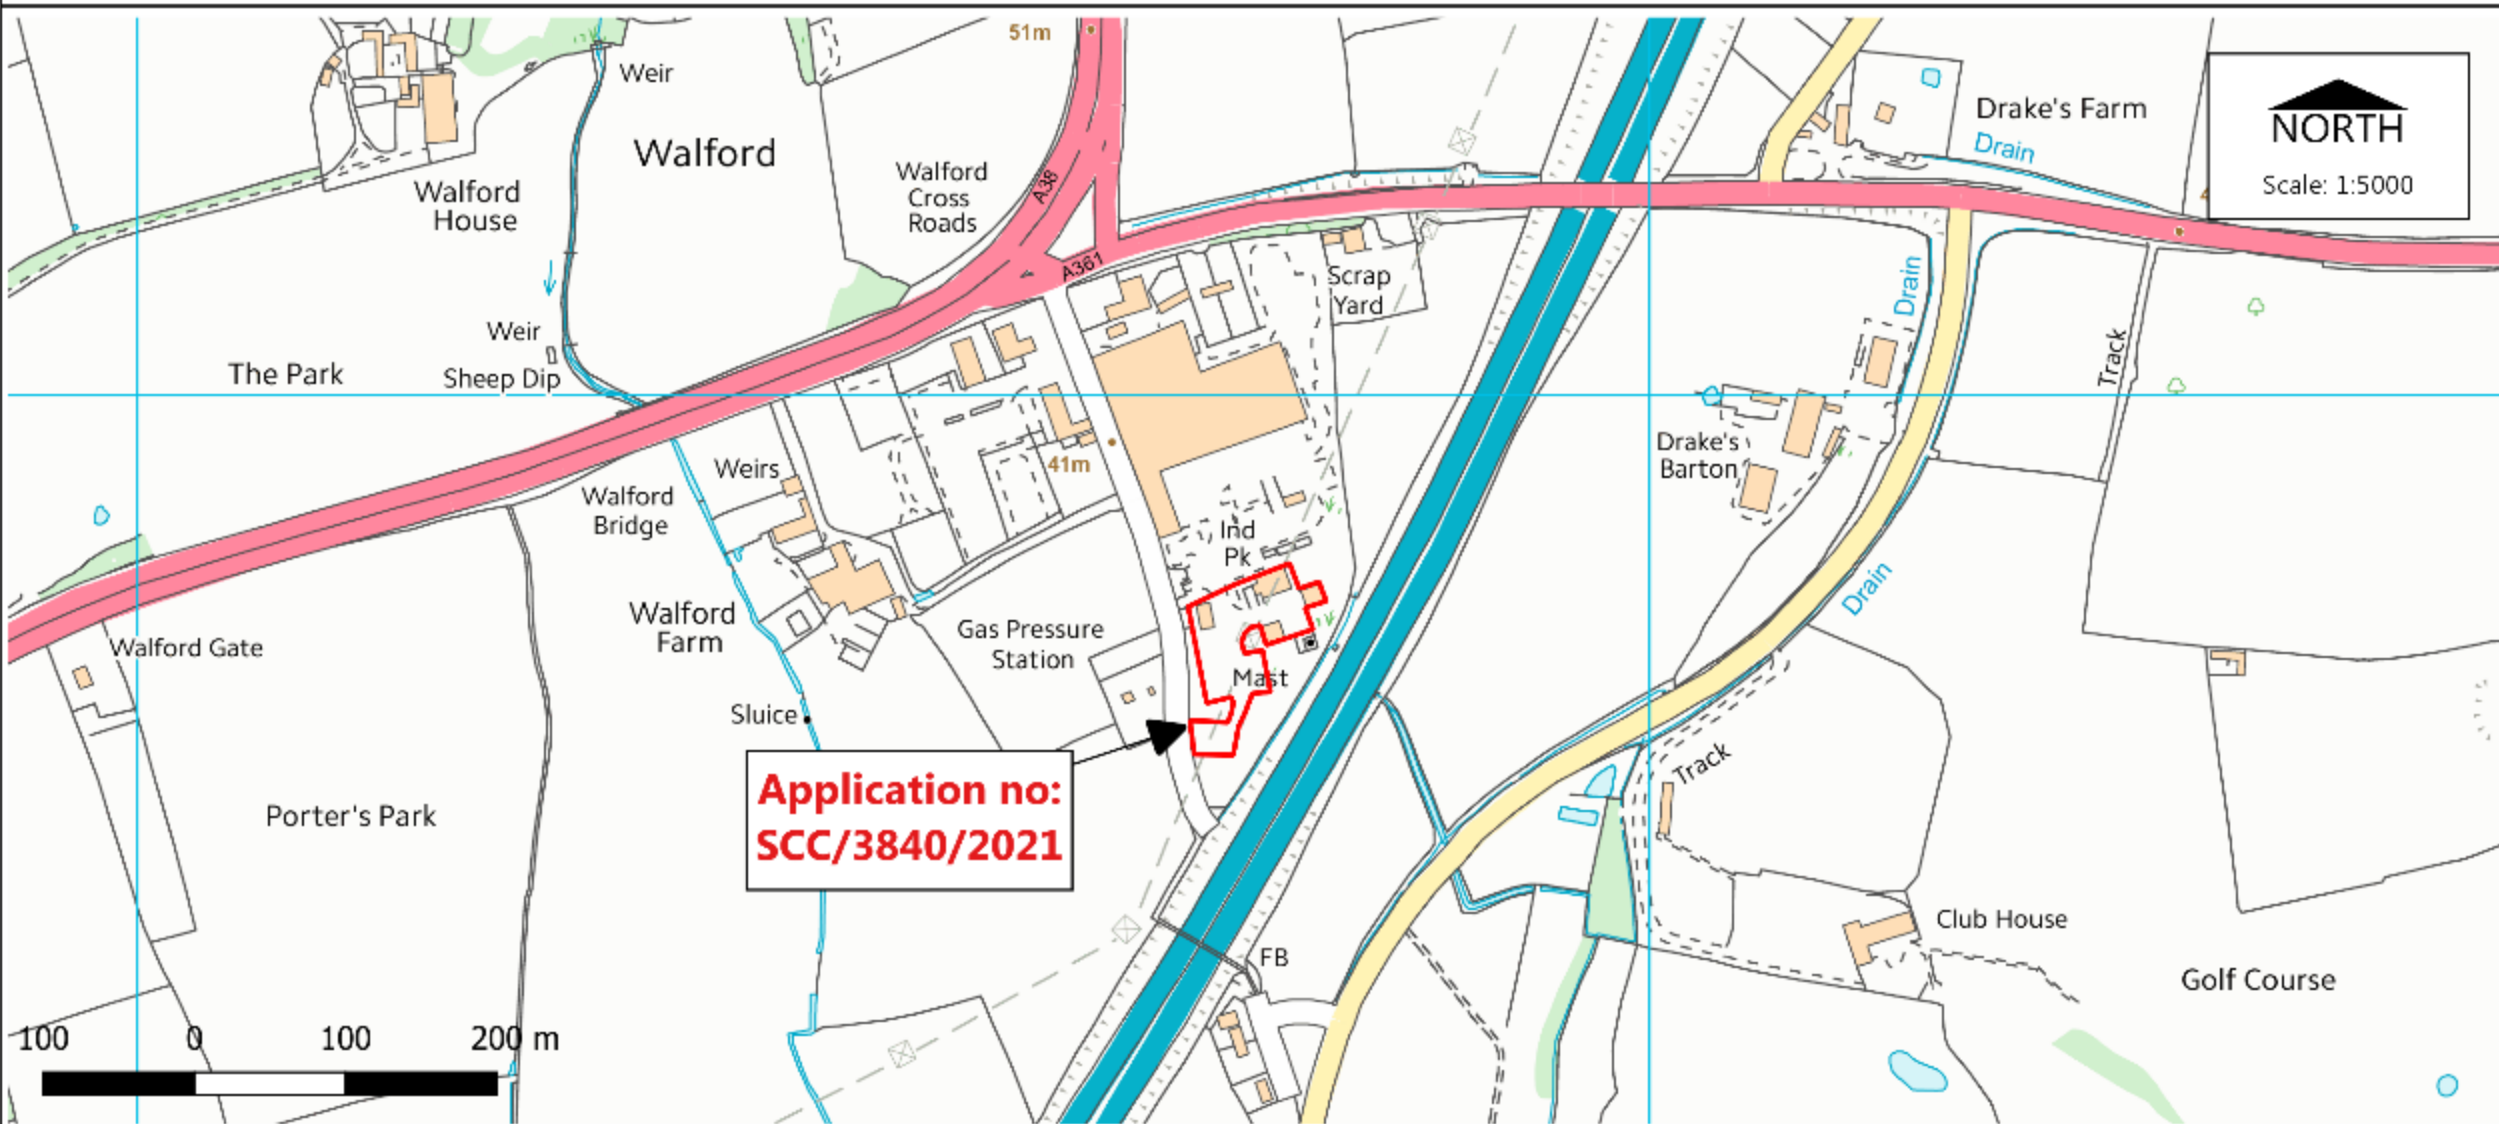 51m
Weir
Walford
Walford
Cross
Roads
Drake's Farm
Drain
NORTH
Scale: 1:5000
Walford
House
A38
A361
Scrap
Yard
Drain
Weir
The Park
Sheep Dip
Track
41m
Weirs
Walford
Bridge
Drake's
Barton
Ind
Pk
Drain
Walford
Farm
Gas Pressure
Station
Walford Gate
Mast
Sluice
Track
Application no:
SCC/3840/2021
Porter's Park
Club House
FB
Golf Course
100 0 100 200 m